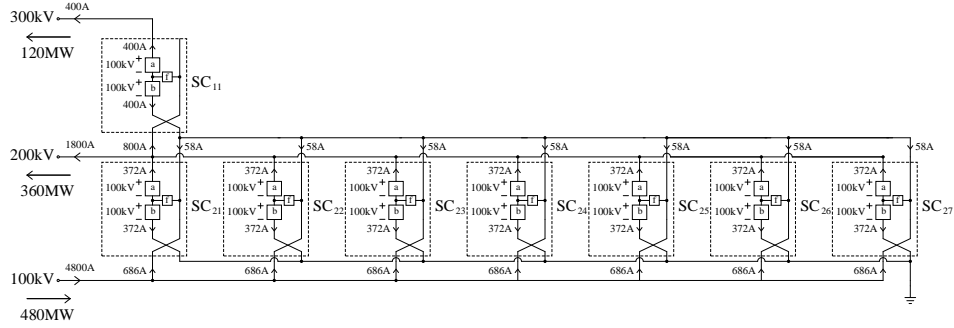 300kV
400A
120MW
400A
100kV + a
− f
100kV + b
−
400A
SC11
1800A
800A
58A 58A 58A 58A 58A 58A 58A
200kV
360MW
372A 372A 372A 372A 372A 372A 372A
100kV + a 100kV + a 100kV + a 100kV + a 100kV + a 100kV + a 100kV + a
− f − f − f − f − f − f − f
100kV + b 100kV + b 100kV + b 100kV + b 100kV + b 100kV + b 100kV + b
− − − − − − −
SC21 SC22 SC23 SC24 SC25 SC26 SC27
372A 372A 372A 372A 372A 372A 372A
4800A
686A 686A 686A 686A 686A 686A 686A
100kV
480MW